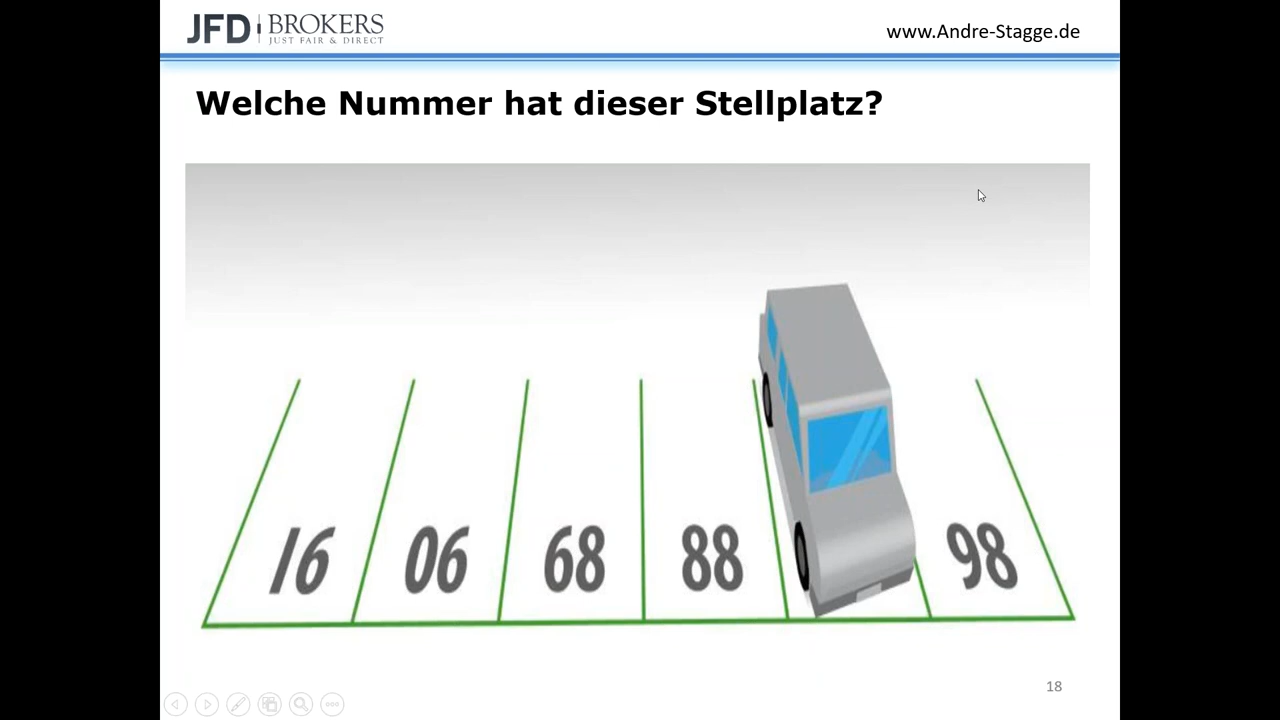 JFD BROKERS
JUST FAIR & DIRECT
www.Andre-Stagge.de
Welche Nummer hat dieser Stellplatz?
16 06 68 88 98
18